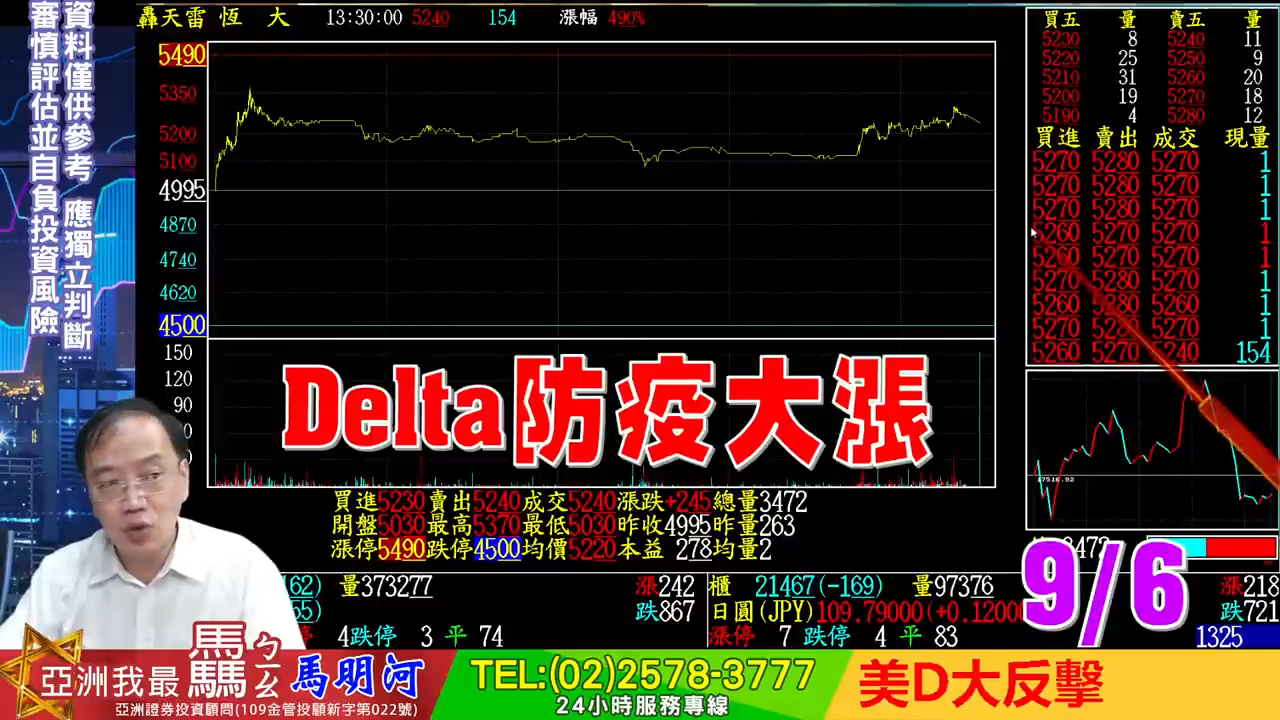 資料僅供參考 應獨立判斷
審慎評估並自負投資風險
轟天雷 恆 大 13:30:00 5240 154 漲幅 490%
5490
5350
5200
5100
4995
4870
4740
4620
4500
150
120
90
買五 量 賣五 量
5230 8 5240 11
5220 25 5250 9
5210 31 5260 20
5200 19 5270 18
5190 4 5280 12
買進 賣出 成交 現量
5270 5280 5270 1
5270 5280 5270 1
5270 5280 5270 1
5260 5270 5270 1
5260 5270 5270 1
5270 5280 5270 1
5260 5280 5260 1
5270 5270 1
5260 5270 5240 154
17516.92
Delta防疫大漲
買進5230 賣出5240 成交5240 漲跌+245 總量3472
開盤5030 最高5370 最低5030 昨收4995 昨量263
漲停5490 跌停4500 均價5220 本益 278 均量2
9/6
量373277 漲242
跌867
4 跌停 3 平 74
櫃 21467(-169) 量97376 漲218
日圓(JPY)109.79000(+0.12000 跌721
漲停 7 跌停 4 平 83 1325
亞洲我最馬驫ㄅㄧㄠ 馬明河
亞洲證券投資顧問(109金管投顧新字第022號)
TEL:(02)2578-3777
24小時服務專線
美D大反擊